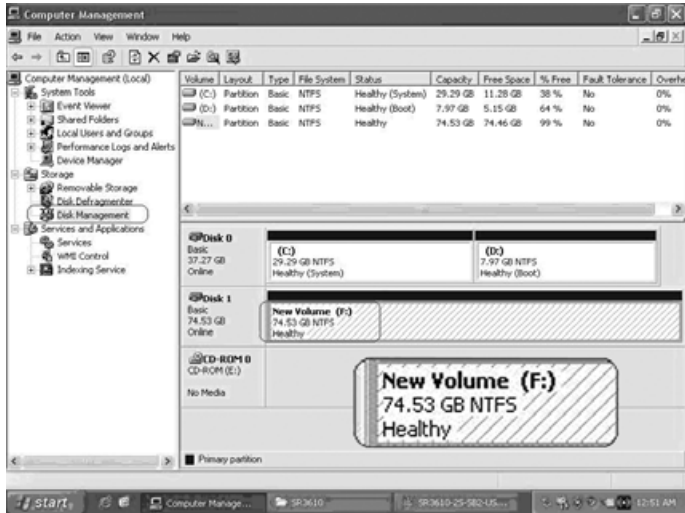 Computer Management
File Action View Window Help
Computer Management (Local)
System Tools
Event Viewer
Shared Folders
Local Users and Groups
Performance Logs and Alerts
Device Manager
Storage
Removable Storage
Disk Defragmenter
Disk Management
Services and Applications
Services
WMI Control
Indexing Service
Volume Layout Type File System Status Capacity Free Space % Free Fault Tolerance Overhe
(C:) Partition Basic NTFS Healthy (System) 29.29 GB 11.28 GB 38 % No 0%
(D:) Partition Basic NTFS Healthy (Boot) 7.97 GB 5.15 GB 64 % No 0%
N... Partition Basic NTFS Healthy 74.53 GB 74.46 GB 99 % No 0%
Disk 0
Basic
37.27 GB
Online
(C:)
29.29 GB NTFS
Healthy (System)
(D:)
7.97 GB NTFS
Healthy (Boot)
Disk 1
Basic
74.53 GB
Online
New Volume (F:)
74.53 GB NTFS
Healthy
CD-ROM 0
CD-ROM (E:)
No Media
New Volume (F:)
74.53 GB NTFS
Healthy
Primary partition
start
Computer Manage...
SR3610
SR3610-2S-SB2-US...
12:51 AM